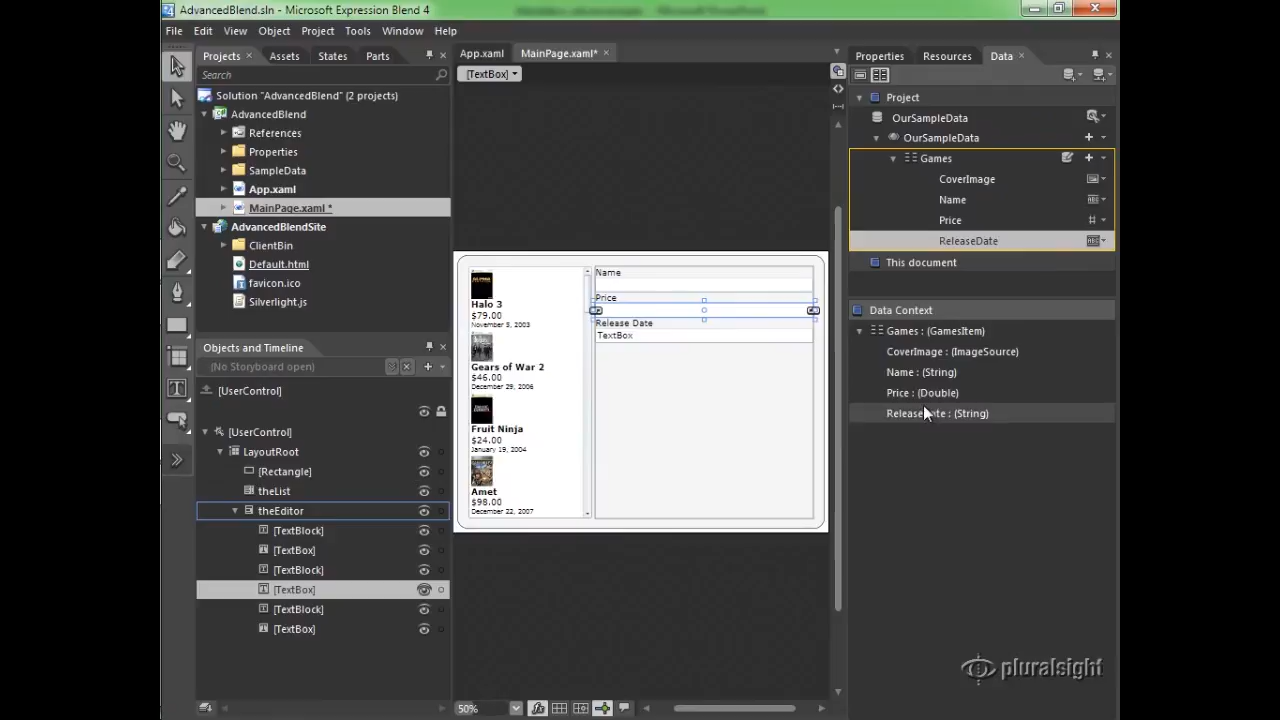 AdvancedBlend.sln - Microsoft Expression Blend 4
File Edit View Object Project Tools Window Help
Projects Assets States Parts
Search
Solution "AdvancedBlend" (2 projects)
AdvancedBlend
References
Properties
SampleData
App.xaml
MainPage.xaml *
AdvancedBlendSite
ClientBin
Default.html
favicon.ico
Silverlight.js
Objects and Timeline
(No Storyboard open)
[UserControl]
[UserControl]
LayoutRoot
[Rectangle]
theList
theEditor
[TextBlock]
[TextBox]
[TextBlock]
[TextBox]
[TextBlock]
[TextBox]
App.xaml MainPage.xaml*
[TextBox]
Halo 3
$79.00
November 5, 2003
Gears of War 2
$46.00
December 29, 2006
Fruit Ninja
$24.00
January 19, 2004
Amet
$98.00
December 22, 2007
Name
Price
Release Date
TextBox
50%
Properties Resources Data
Project
OurSampleData
OurSampleData
Games
CoverImage
Name
Price
ReleaseDate
This document
Data Context
Games : (GamesItem)
CoverImage : (ImageSource)
Name : (String)
Price : (Double)
ReleaseDate : (String)
pluralsight